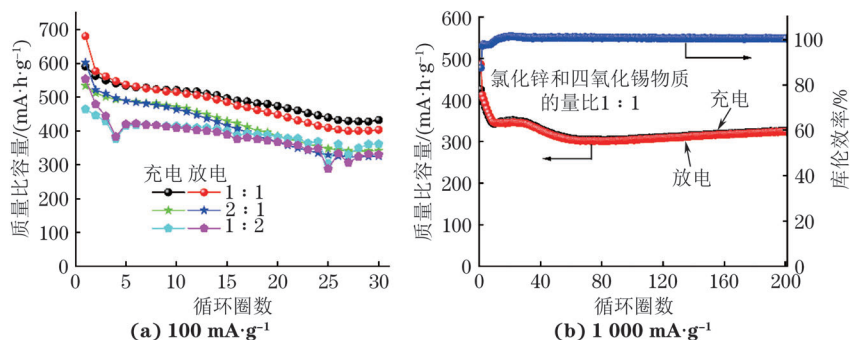 质量比容量/(mA·h·g⁻¹)
700
600
500
400
300
200
100
0
充电 放电
1∶1
2∶1
1∶2
0 5 10 15 20 25 30
循环圈数
(a) 100 mA·g⁻¹
质量比容量/(mA·h·g⁻¹)
600
500
400
300
200
100
0
氯化锌和四氧化锡物质
的量比1∶1
充电
放电
100
80
60
40
20
0
库伦效率/%
0 40 80 120 160 200
循环圈数
(b) 1 000 mA·g⁻¹